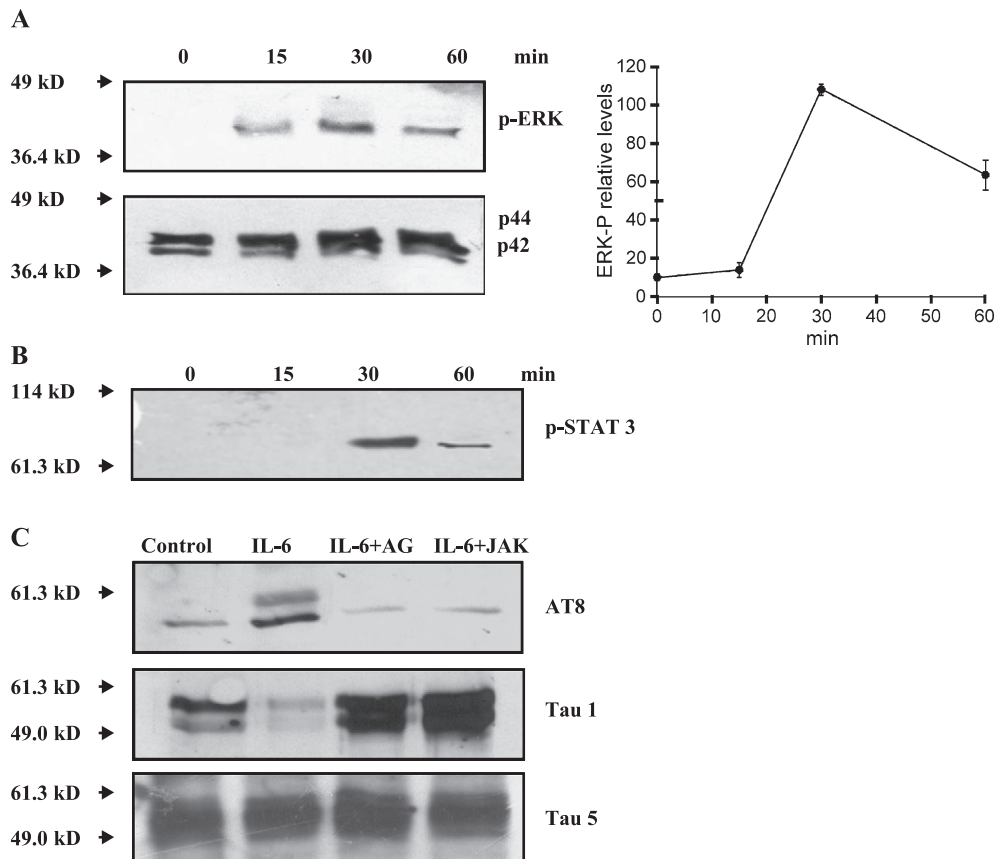 A
0 15 30 60 min
49 kD
p-ERK
36.4 kD
49 kD
p44
p42
36.4 kD
120
100
80
60
40
20
0
ERK-P relative levels
0 10 20 30 40 50 60
min
B
0 15 30 60 min
114 kD
p-STAT 3
61.3 kD
C
Control IL-6 IL-6+AG IL-6+JAK
61.3 kD
AT8
61.3 kD
Tau 1
49.0 kD
61.3 kD
Tau 5
49.0 kD